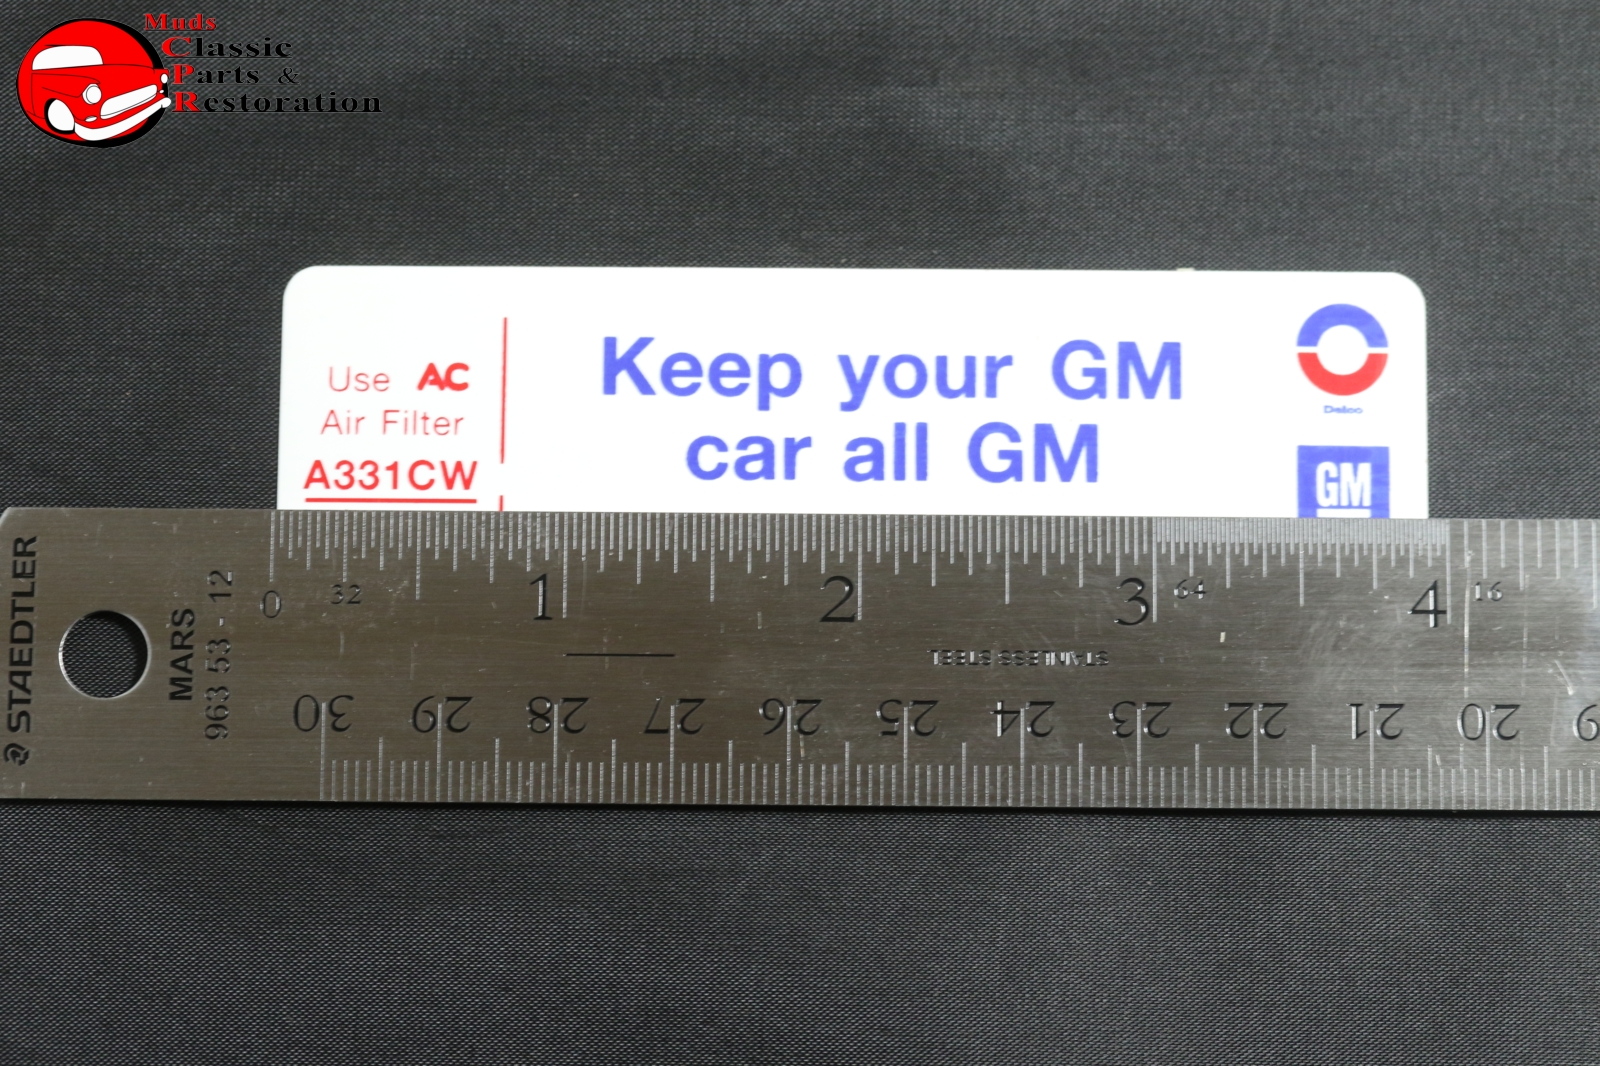 Muds
Classic
Parts &
Restoration
Use AC
Air Filter
A331CW
Keep your GM
car all GM
Delco
GM
STAEDTLER
MARS
963 53 - 12
0 32 1 2 3 64 4 16
STAINLESS STEEL
30 29 28 27 26 25 24 23 22 21 20 9